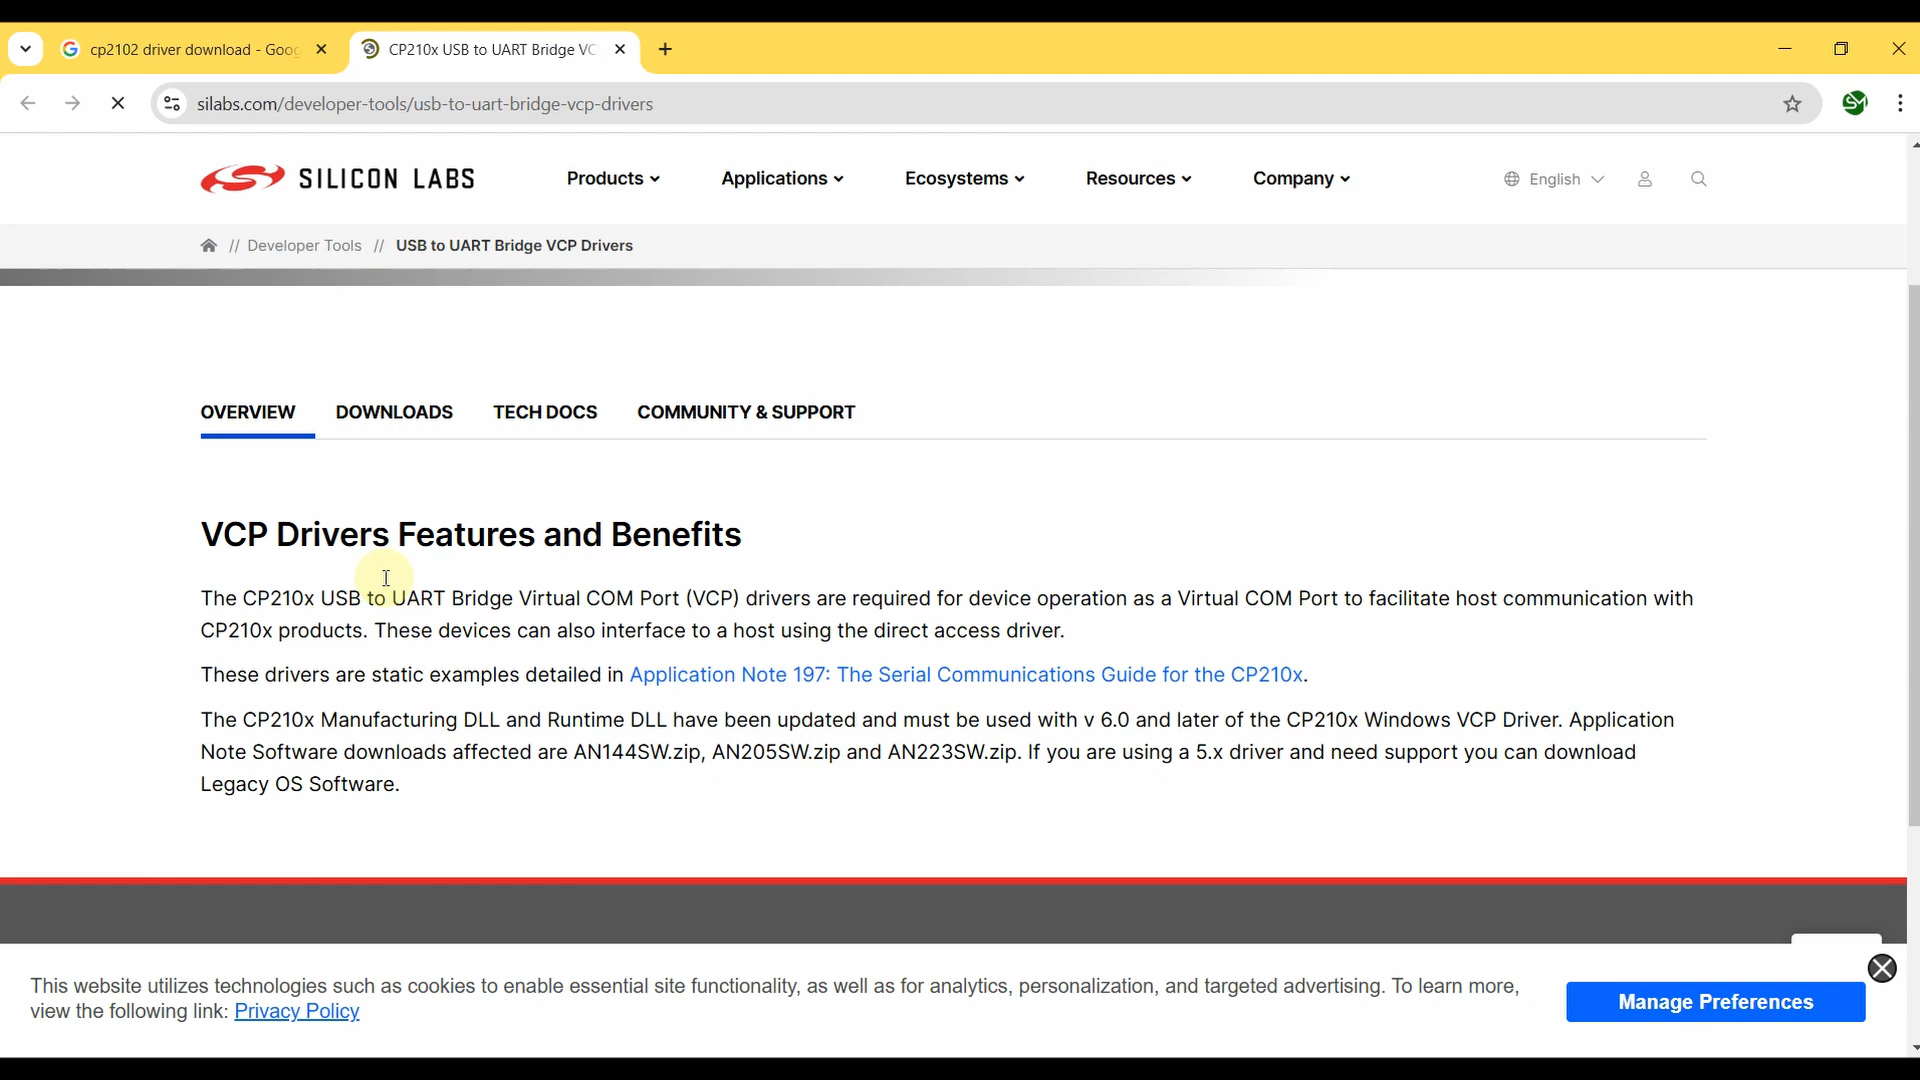 cp2102 driver download - Goog
CP210x USB to UART Bridge VC
silabs.com/developer-tools/usb-to-uart-bridge-vcp-drivers
SM
SILICON LABS
Products
Applications
Ecosystems
Resources
Company
English
// Developer Tools // USB to UART Bridge VCP Drivers
OVERVIEW
DOWNLOADS
TECH DOCS
COMMUNITY & SUPPORT
VCP Drivers Features and Benefits
The CP210x USB to UART Bridge Virtual COM Port (VCP) drivers are required for device operation as a Virtual COM Port to facilitate host communication with
CP210x products. These devices can also interface to a host using the direct access driver.
These drivers are static examples detailed in Application Note 197: The Serial Communications Guide for the CP210x.
The CP210x Manufacturing DLL and Runtime DLL have been updated and must be used with v 6.0 and later of the CP210x Windows VCP Driver. Application
Note Software downloads affected are AN144SW.zip, AN205SW.zip and AN223SW.zip. If you are using a 5.x driver and need support you can download
Legacy OS Software.
This website utilizes technologies such as cookies to enable essential site functionality, as well as for analytics, personalization, and targeted advertising. To learn more,
view the following link: Privacy Policy
Manage Preferences